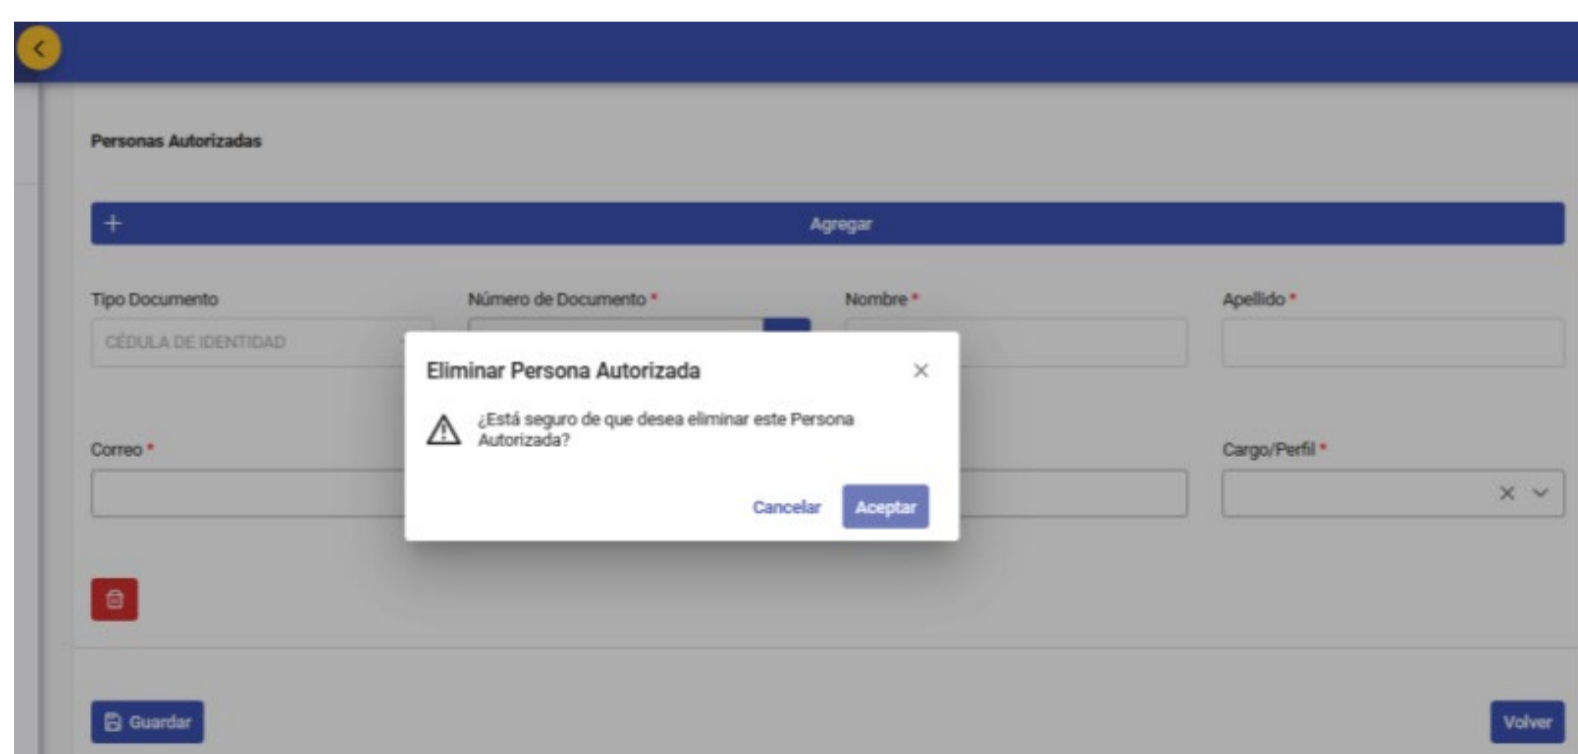 Personas Autorizadas
Agregar
Tipo Documento
Número de Documento *
Nombre *
Apellido *
CÉDULA DE IDENTIDAD
Eliminar Persona Autorizada
¿Está seguro de que desea eliminar este Persona
Autorizada?
Correo *
Cargo/Perfil *
Cancelar
Aceptar
Guardar
Volver